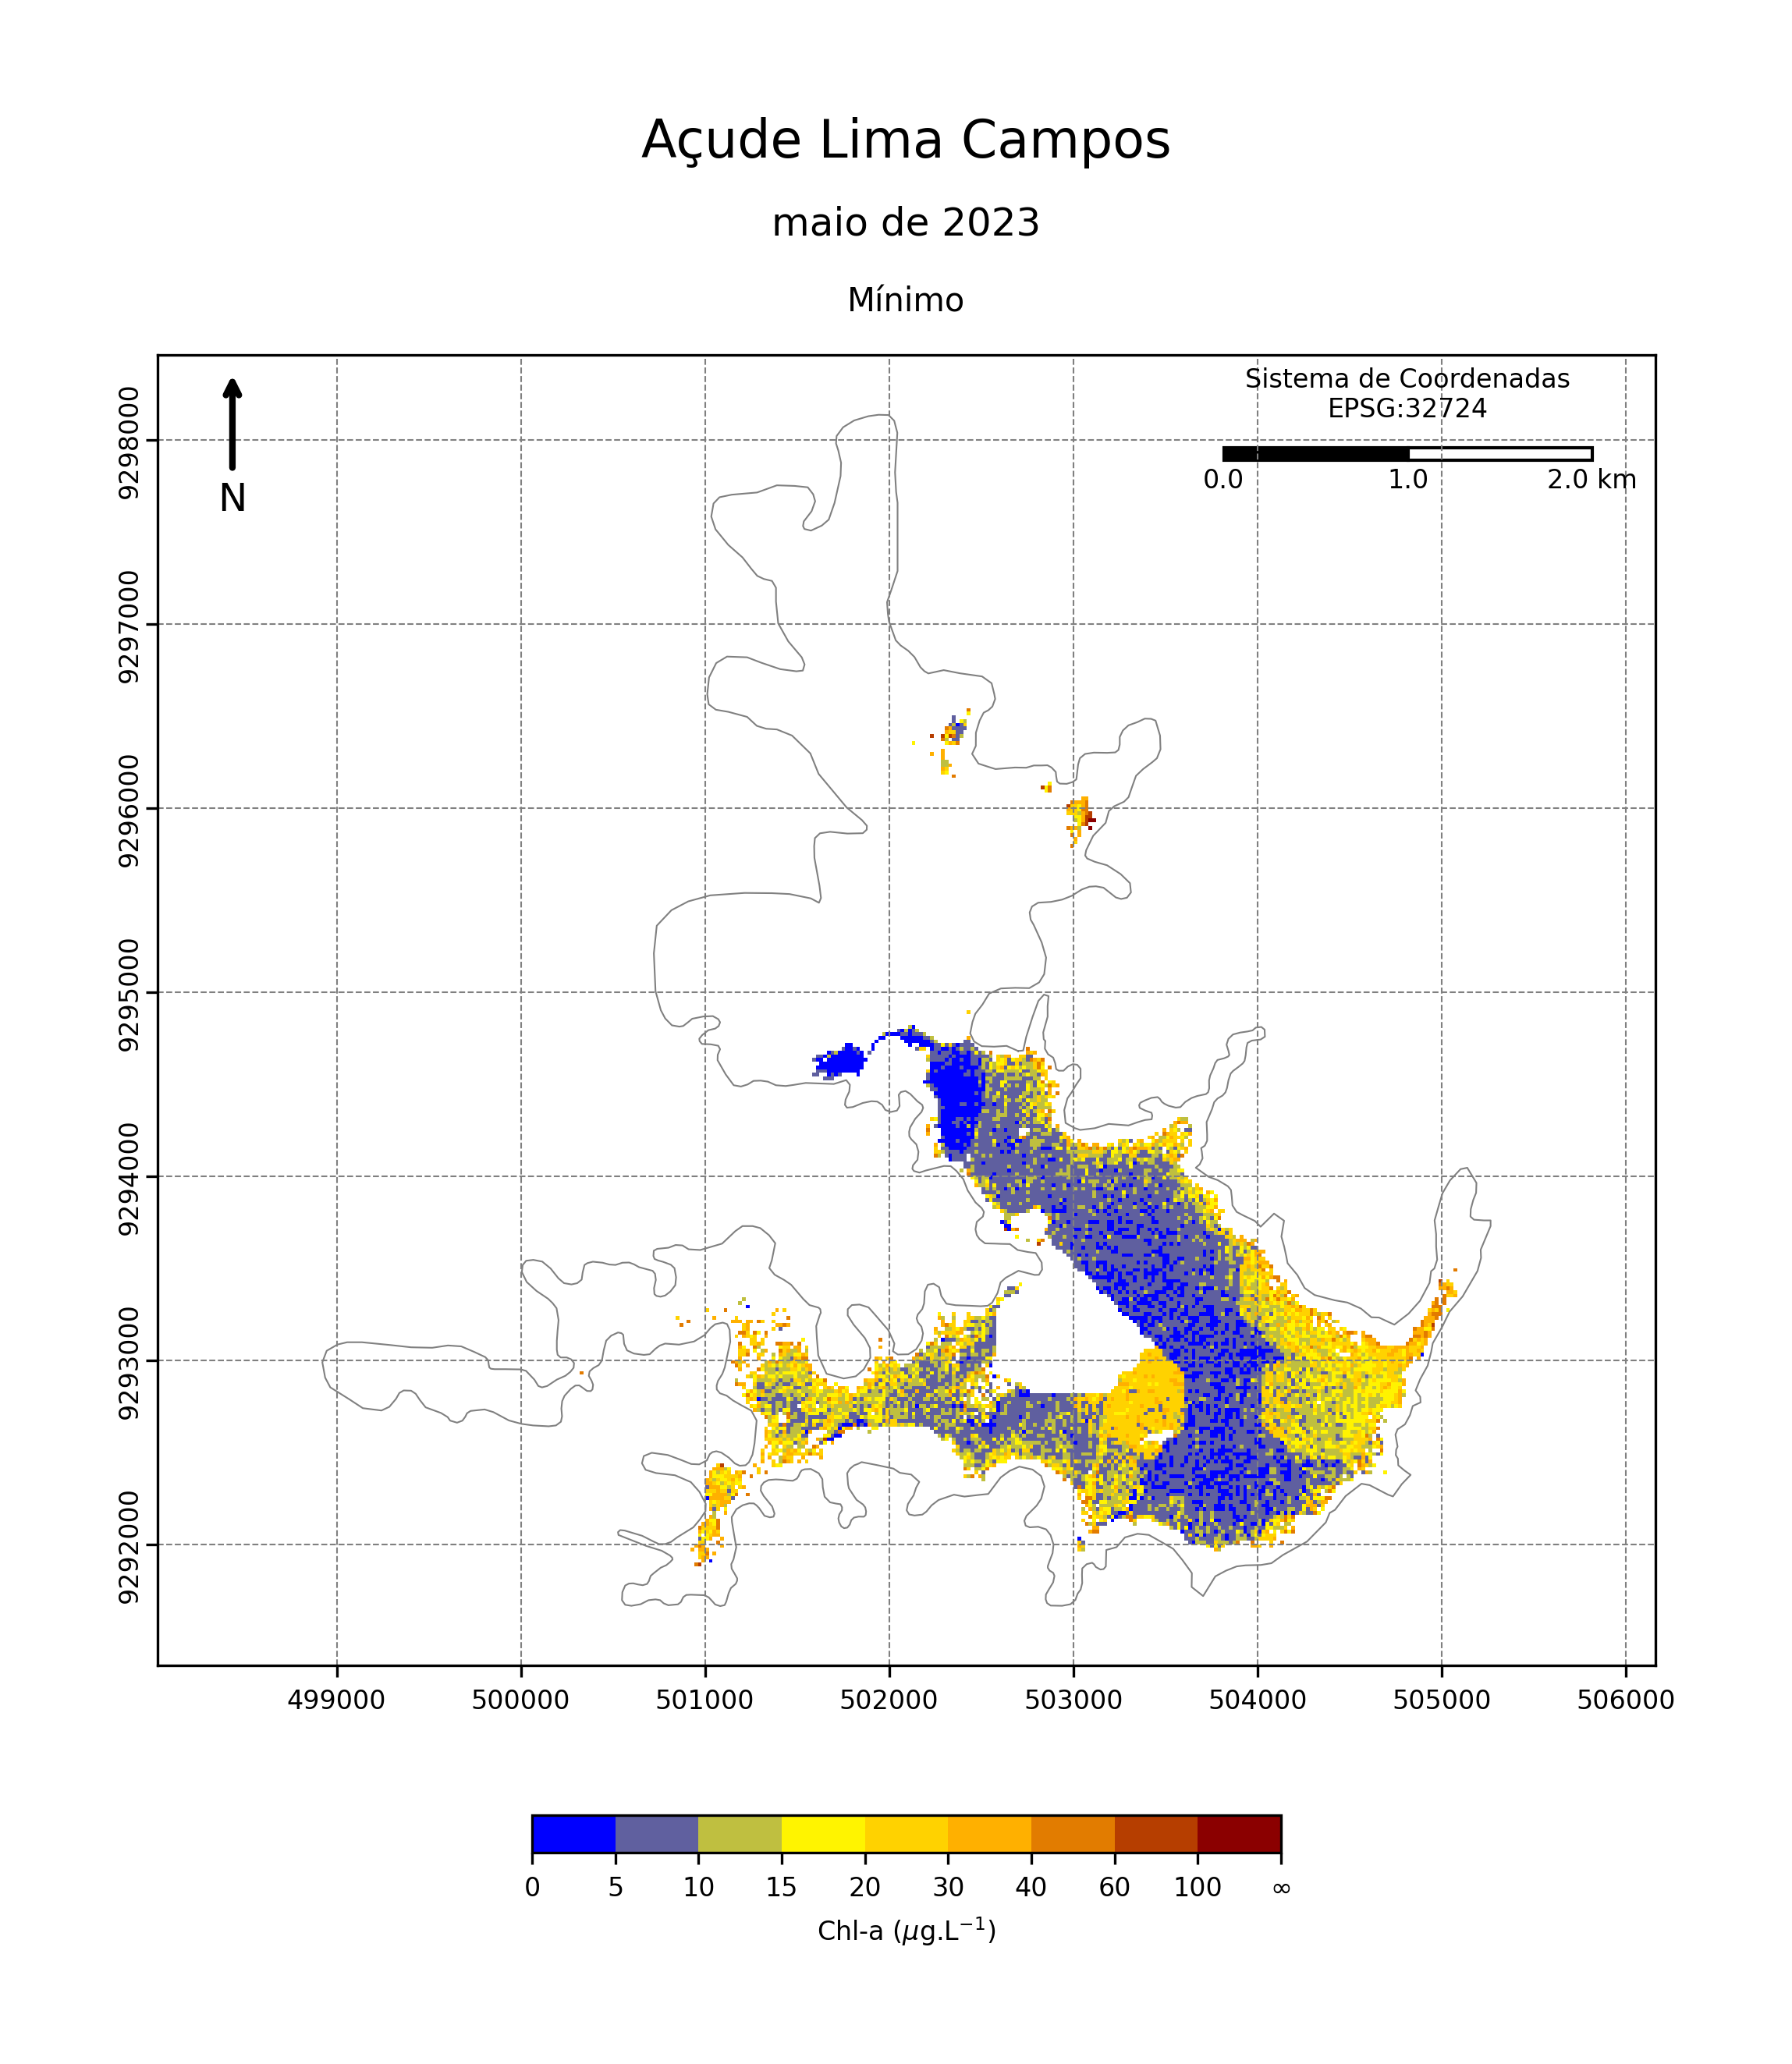 Açude Lima Campos
maio de 2023
Mínimo
Sistema de Coordenadas
EPSG:32724
0.0 1.0 2.0 km
N
9298000
9297000
9296000
9295000
9294000
9293000
9292000
499000 500000 501000 502000 503000 504000 505000 506000
0 5 10 15 20 30 40 60 100 ∞
Chl-a (μg.L⁻¹)